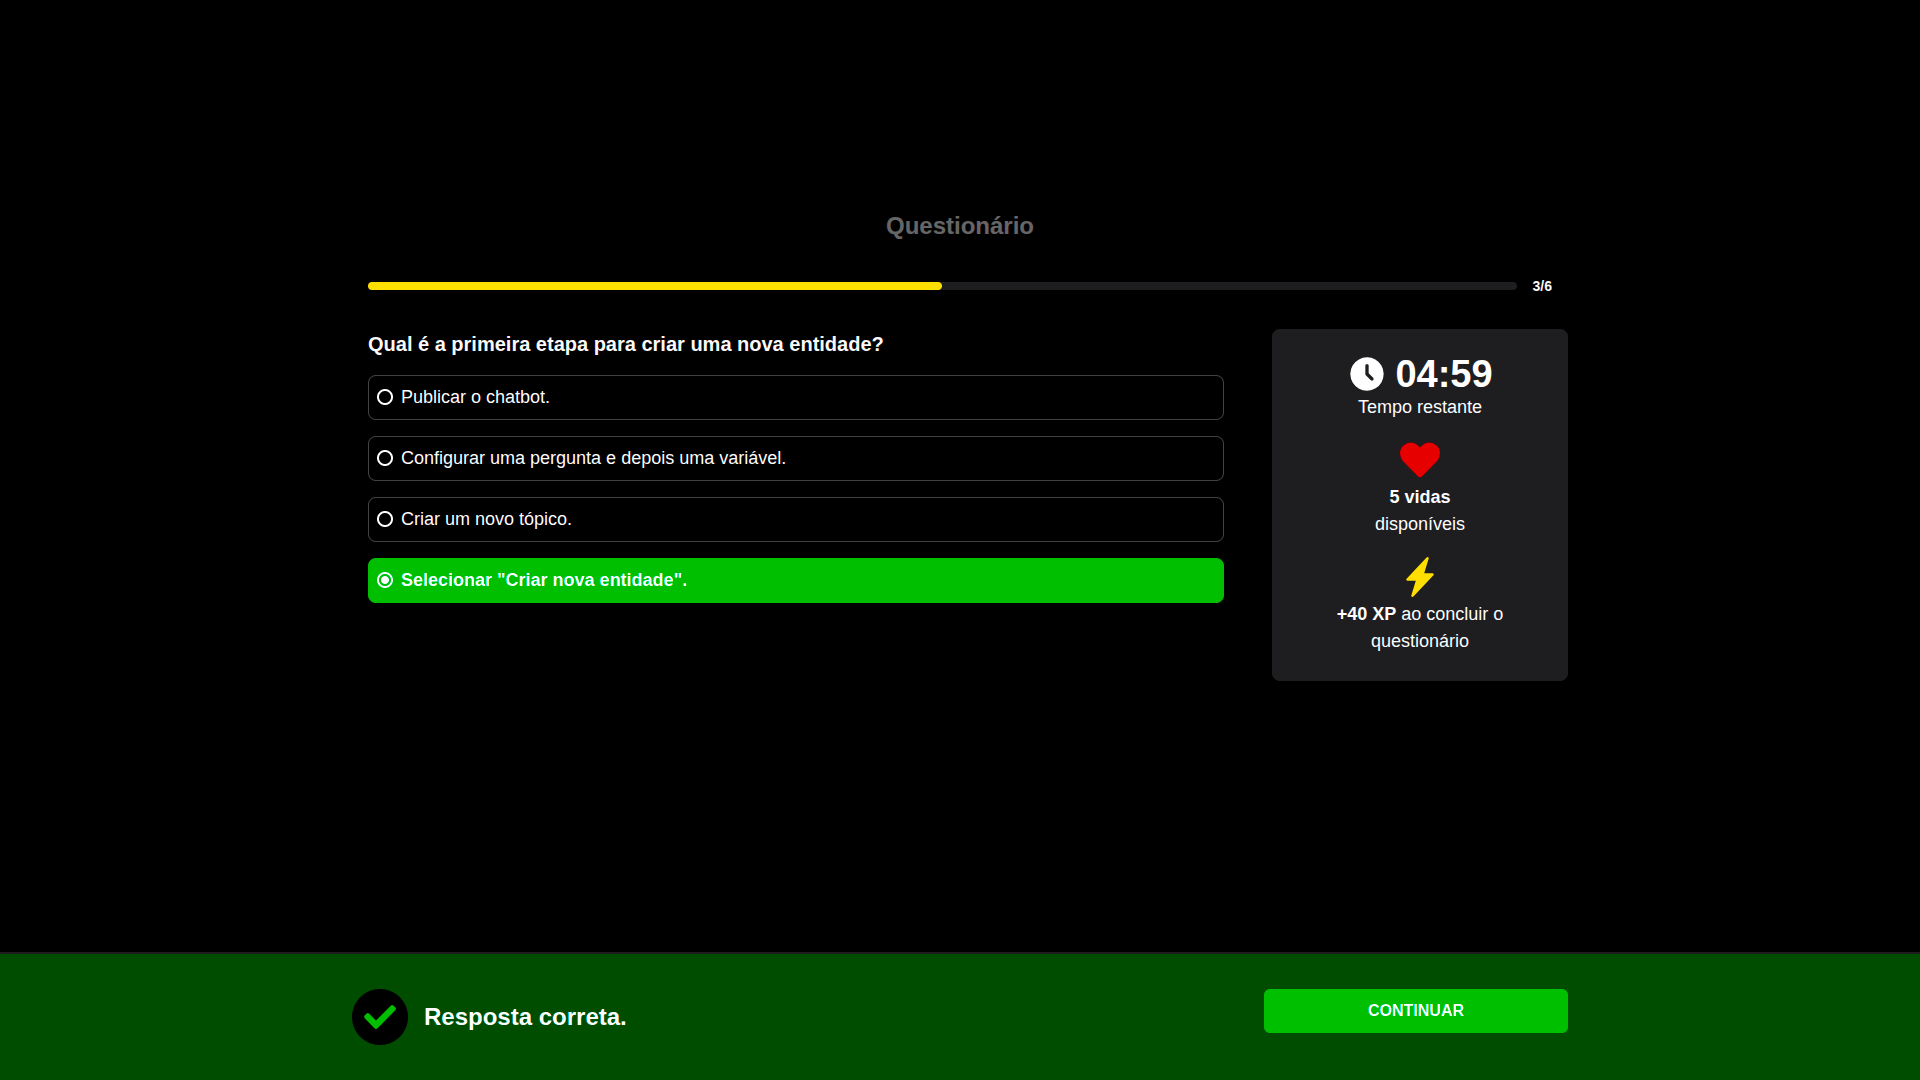 Questionário
3/6
Qual é a primeira etapa para criar uma nova entidade?
Publicar o chatbot.
Configurar uma pergunta e depois uma variável.
Criar um novo tópico.
Selecionar "Criar nova entidade".
04:59
Tempo restante
5 vidas
disponíveis
+40 XP ao concluir o
questionário
Resposta correta.
CONTINUAR